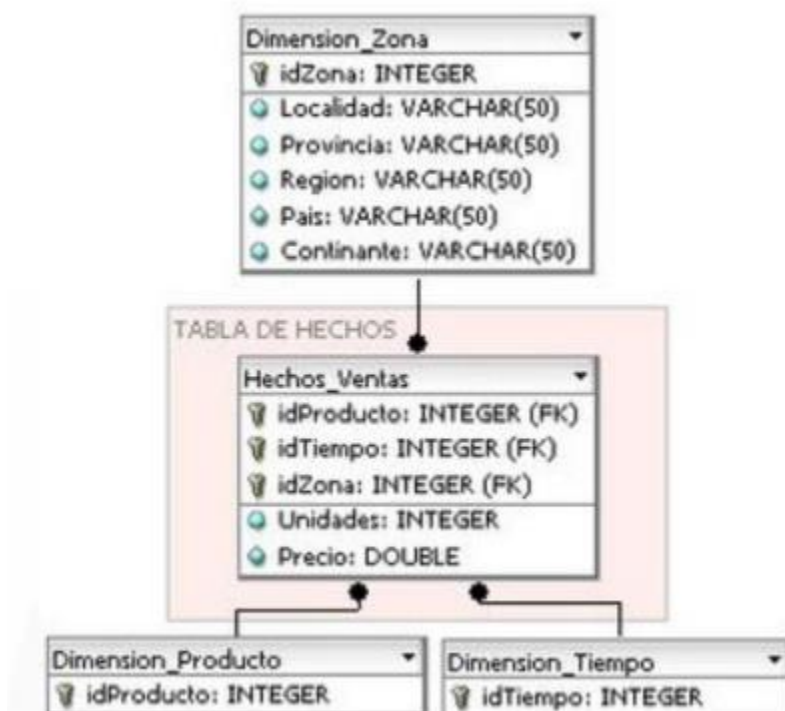 Dimension_Zona
idZona: INTEGER
Localidad: VARCHAR(50)
Provincia: VARCHAR(50)
Region: VARCHAR(50)
Pais: VARCHAR(50)
Continante: VARCHAR(50)
TABLA DE HECHOS
Hechos_Ventas
idProducto: INTEGER (FK)
idTiempo: INTEGER (FK)
idZona: INTEGER (FK)
Unidades: INTEGER
Precio: DOUBLE
Dimension_Producto
idProducto: INTEGER
Dimension_Tiempo
idTiempo: INTEGER